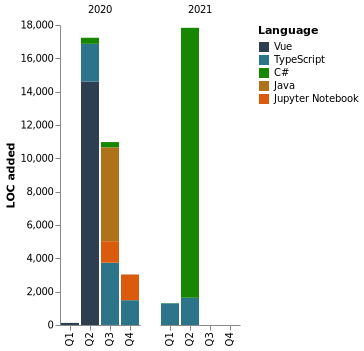 2020 2021
Language
Vue
TypeScript
C#
Java
Jupyter Notebook
LOC added
18,000
16,000
14,000
12,000
10,000
8,000
6,000
4,000
2,000
0
Q1 Q2 Q3 Q4 Q1 Q2 Q3 Q4